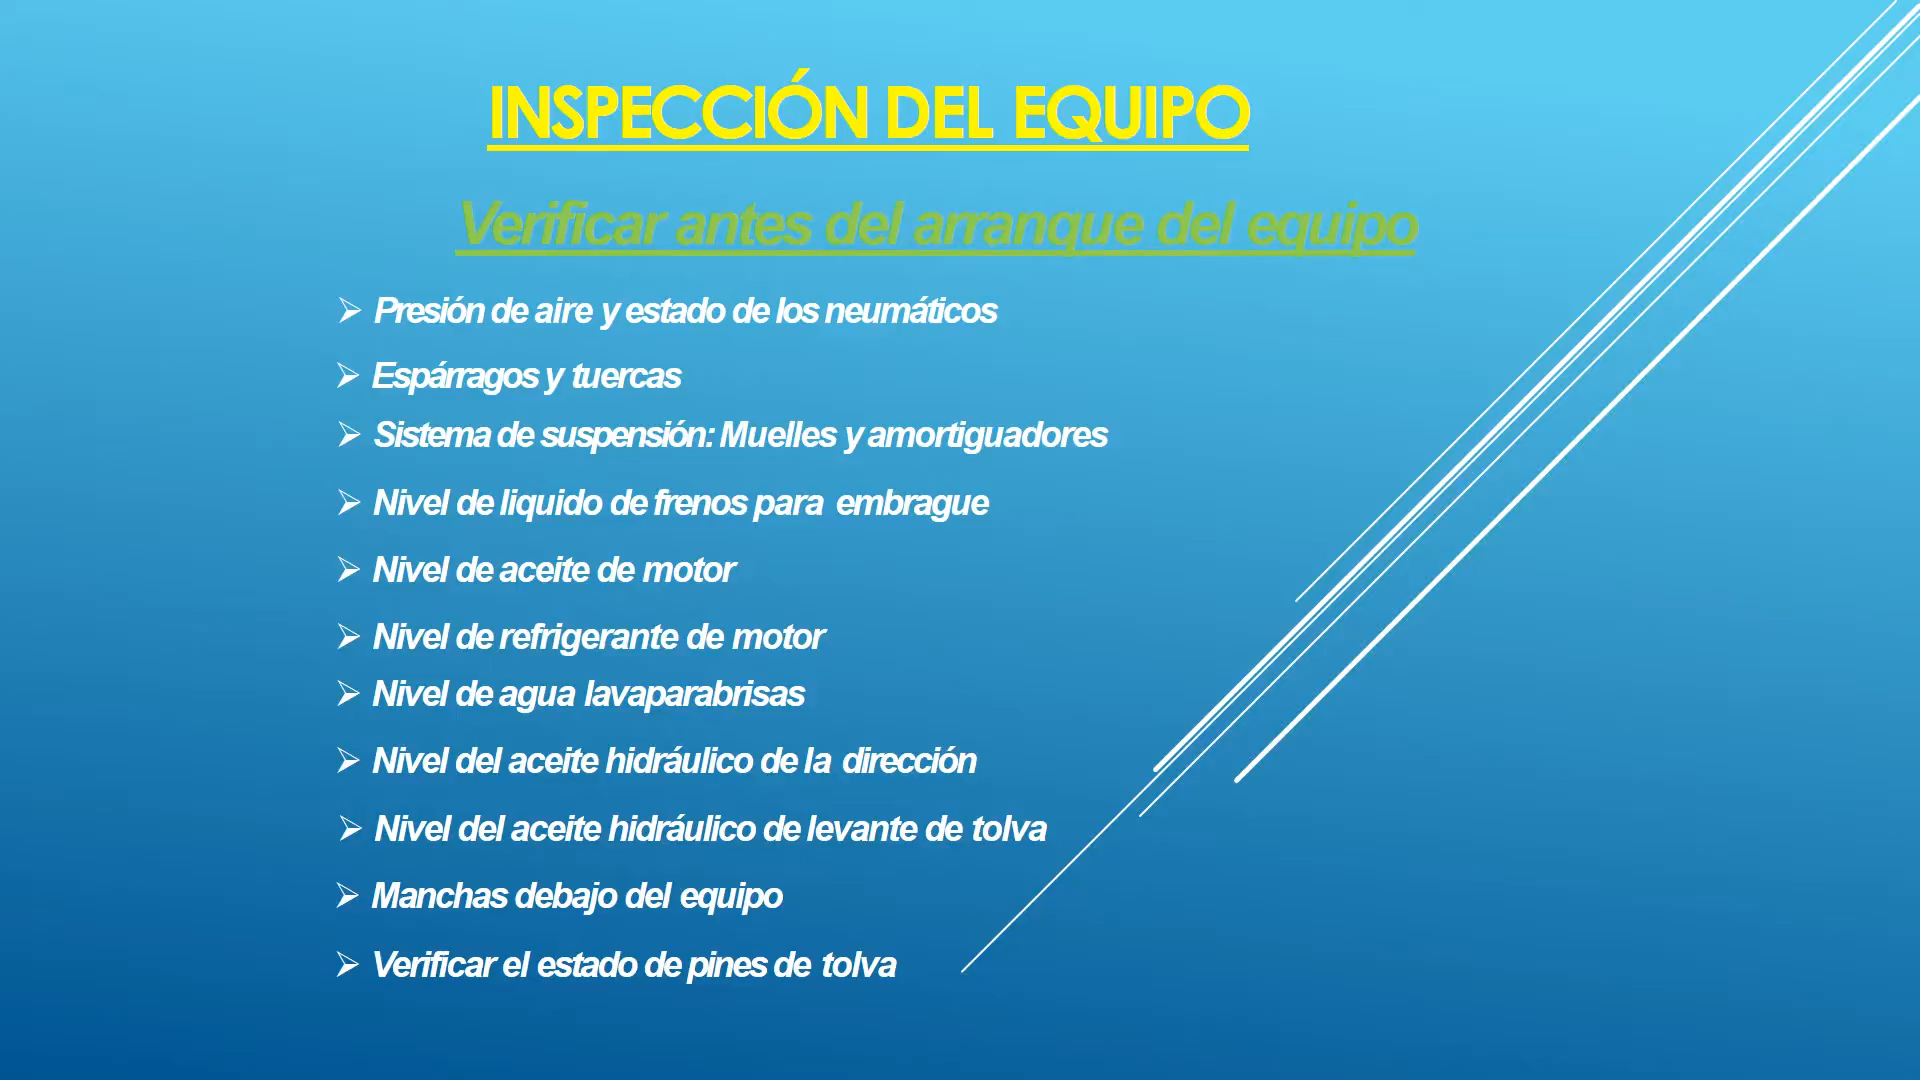 INSPECCIÓN DEL EQUIPO
Verificar antes del arranque del equipo
Presión de aire y estado de los neumáticos
Espárragos y tuercas
Sistema de suspensión: Muelles y amortiguadores
Nivel de liquido de frenos para embrague
Nivel de aceite de motor
Nivel de refrigerante de motor
Nivel de agua lavaparabrisas
Nivel del aceite hidráulico de la dirección
Nivel del aceite hidráulico de levante de tolva
Manchas debajo del equipo
Verificar el estado de pines de tolva